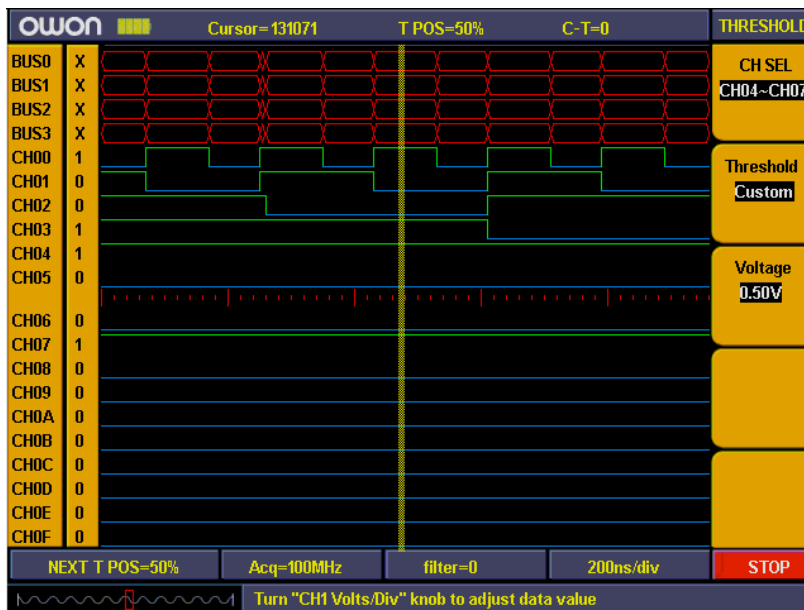 owon Cursor=131071 T POS=50% C-T=0 THRESHOLD
BUS0 X
BUS1 X
BUS2 X
BUS3 X
CH00 1
CH01 0
CH02 0
CH03 1
CH04 1
CH05 0
CH06 0
CH07 1
CH08 0
CH09 0
CH0A 0
CH0B 0
CH0C 0
CH0D 0
CH0E 0
CH0F 0
CH SEL
CH04~CH07
Threshold
Custom
Voltage
0.50V
NEXT T POS=50% Acq=100MHz filter=0 200ns/div STOP
Turn "CH1 Volts/Div" knob to adjust data value